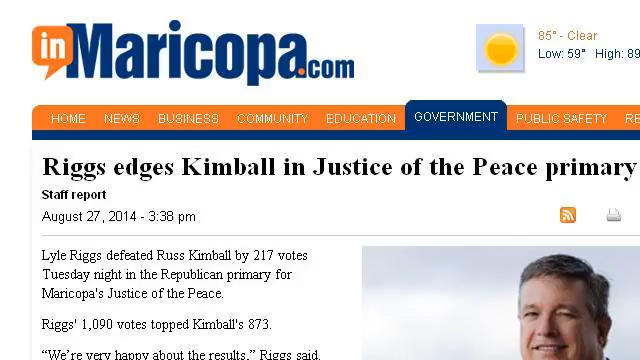 in Maricopa.com
85° - Clear
Low: 59° High: 89
HOME NEWS BUSINESS COMMUNITY EDUCATION GOVERNMENT PUBLIC SAFETY RE
Riggs edges Kimball in Justice of the Peace primary
Staff report
August 27, 2014 - 3:38 pm
Lyle Riggs defeated Russ Kimball by 217 votes
Tuesday night in the Republican primary for
Maricopa's Justice of the Peace.
Riggs' 1,090 votes topped Kimball's 873.
“We're very happy about the results,” Riggs said.